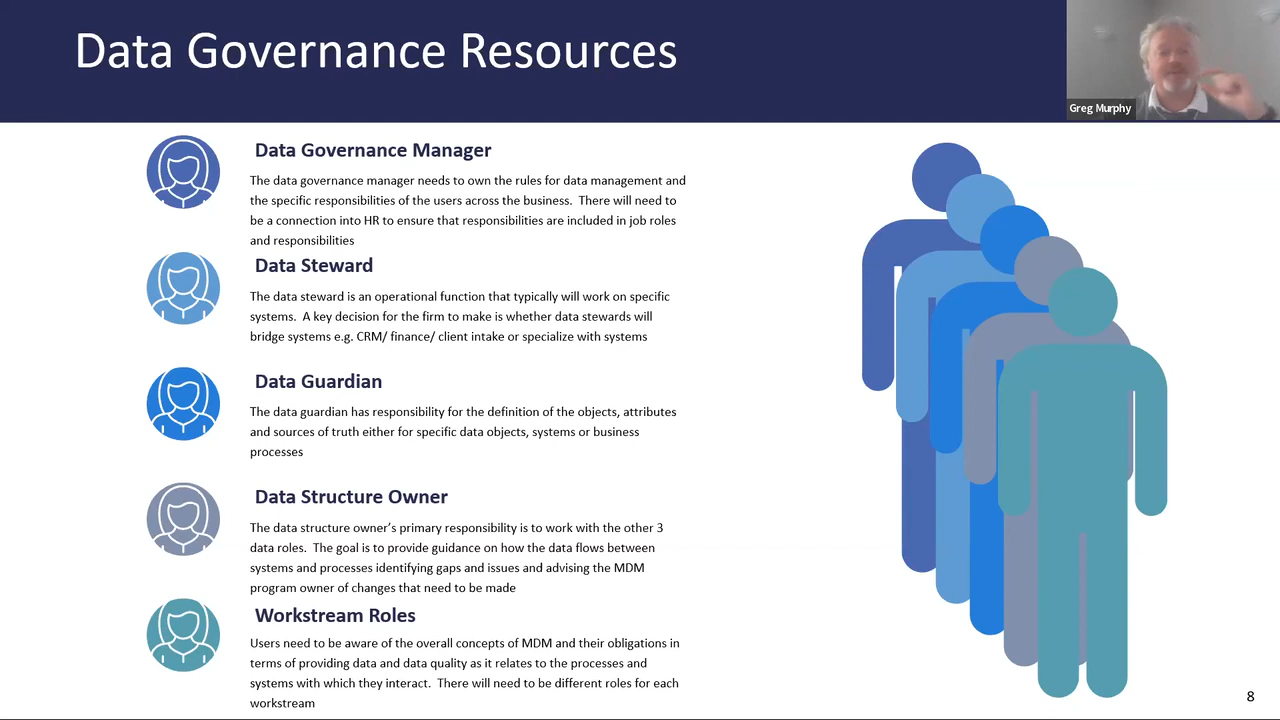 Data Governance Resources
Greg Murphy
Data Governance Manager
The data governance manager needs to own the rules for data management and
the specific responsibilities of the users across the business.  There will need to
be a connection into HR to ensure that responsibilities are included in job roles
and responsibilities
Data Steward
The data steward is an operational function that typically will work on specific
systems.  A key decision for the firm to make is whether data stewards will
bridge systems e.g. CRM/ finance/ client intake or specialize with systems
Data Guardian
The data guardian has responsibility for the definition of the objects, attributes
and sources of truth either for specific data objects, systems or business
processes
Data Structure Owner
The data structure owner’s primary responsibility is to work with the other 3
data roles.  The goal is to provide guidance on how the data flows between
systems and processes identifying gaps and issues and advising the MDM
program owner of changes that need to be made
Workstream Roles
Users need to be aware of the overall concepts of MDM and their obligations in
terms of providing data and data quality as it relates to the processes and
systems with which they interact.  There will need to be different roles for each
workstream
8